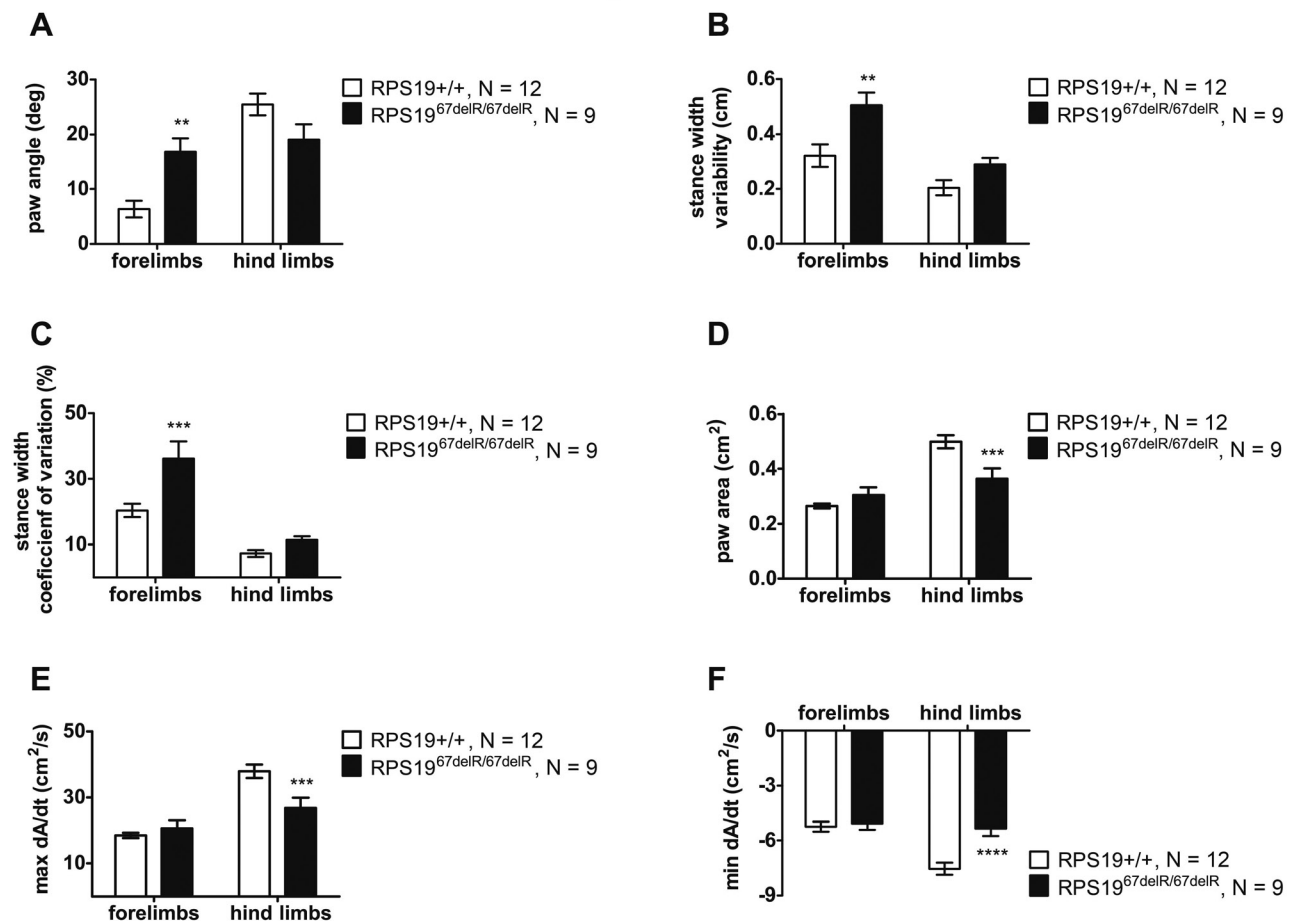 A
paw angle (deg)
30
20
10
0
**
forelimbs
hind limbs
RPS19+/+, N = 12
RPS19^67delR/67delR, N = 9
B
stance width
variability (cm)
0.6
0.4
0.2
0.0
**
forelimbs
hind limbs
RPS19+/+, N = 12
RPS19^67delR/67delR, N = 9
C
stance width
coeficcienf of variation (%)
50
30
10
***
forelimbs
hind limbs
RPS19+/+, N = 12
RPS19^67delR/67delR, N = 9
D
paw area (cm²)
0.6
0.4
0.2
0.0
***
forelimbs
hind limbs
RPS19+/+, N = 12
RPS19^67delR/67delR, N = 9
E
max dA/dt (cm²/s)
50
30
10
***
forelimbs
hind limbs
RPS19+/+, N = 12
RPS19^67delR/67delR, N = 9
F
forelimbs
hind limbs
min dA/dt (cm²/s)
0
-3
-6
-9
****
RPS19+/+, N = 12
RPS19^67delR/67delR, N = 9